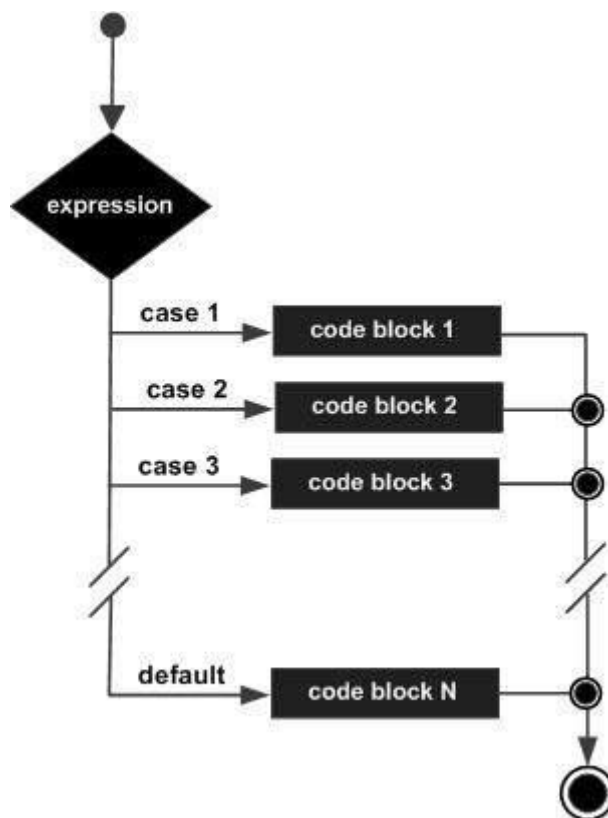 expression
case 1
code block 1
case 2
code block 2
case 3
code block 3
default
code block N